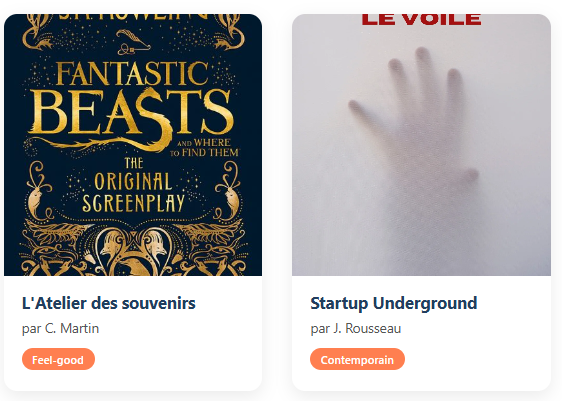 J.K. ROWLING
FANTASTIC
BEASTS
AND WHERE
TO FIND THEM
THE
ORIGINAL
SCREENPLAY
L'Atelier des souvenirs
par C. Martin
Feel-good
LE VOILE
Startup Underground
par J. Rousseau
Contemporain